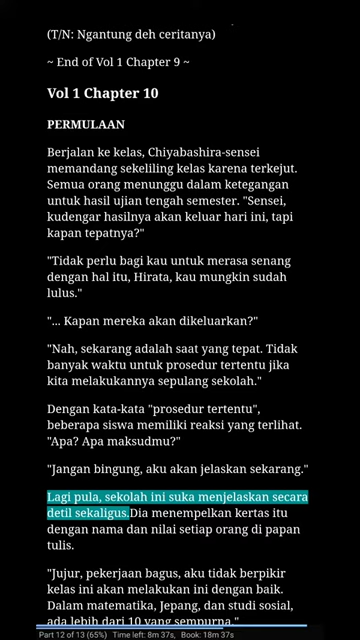 (T/N: Ngantung deh ceritanya)
~ End of Vol 1 Chapter 9 ~
Vol 1 Chapter 10
PERMULAAN
Berjalan ke kelas, Chiyabashira-sensei
memandang sekeliling kelas karena terkejut.
Semua orang menunggu dalam ketegangan
untuk hasil ujian tengah semester. "Sensei,
kudengar hasilnya akan keluar hari ini, tapi
kapan tepatnya?"
"Tidak perlu bagi kau untuk merasa senang
dengan hal itu, Hirata, kau mungkin sudah
lulus."
"... Kapan mereka akan dikeluarkan?"
"Nah, sekarang adalah saat yang tepat. Tidak
banyak waktu untuk prosedur tertentu jika
kita melakukannya sepulang sekolah."
Dengan kata-kata "prosedur tertentu",
beberapa siswa memiliki reaksi yang terlihat.
"Apa? Apa maksudmu?"
"Jangan bingung, aku akan jelaskan sekarang."
Lagi pula, sekolah ini suka menjelaskan secara
detil sekaligus.Dia menempelkan kertas itu
dengan nama dan nilai setiap orang di papan
tulis.
"Jujur, pekerjaan bagus, aku tidak berpikir
kelas ini akan melakukan ini dengan baik.
Dalam matematika, Jepang, dan studi sosial,
ada lebih dari 10 yang sempurna."
Part 12 of 13 (65%) Time left: 8m 37s, Book: 18m 37s